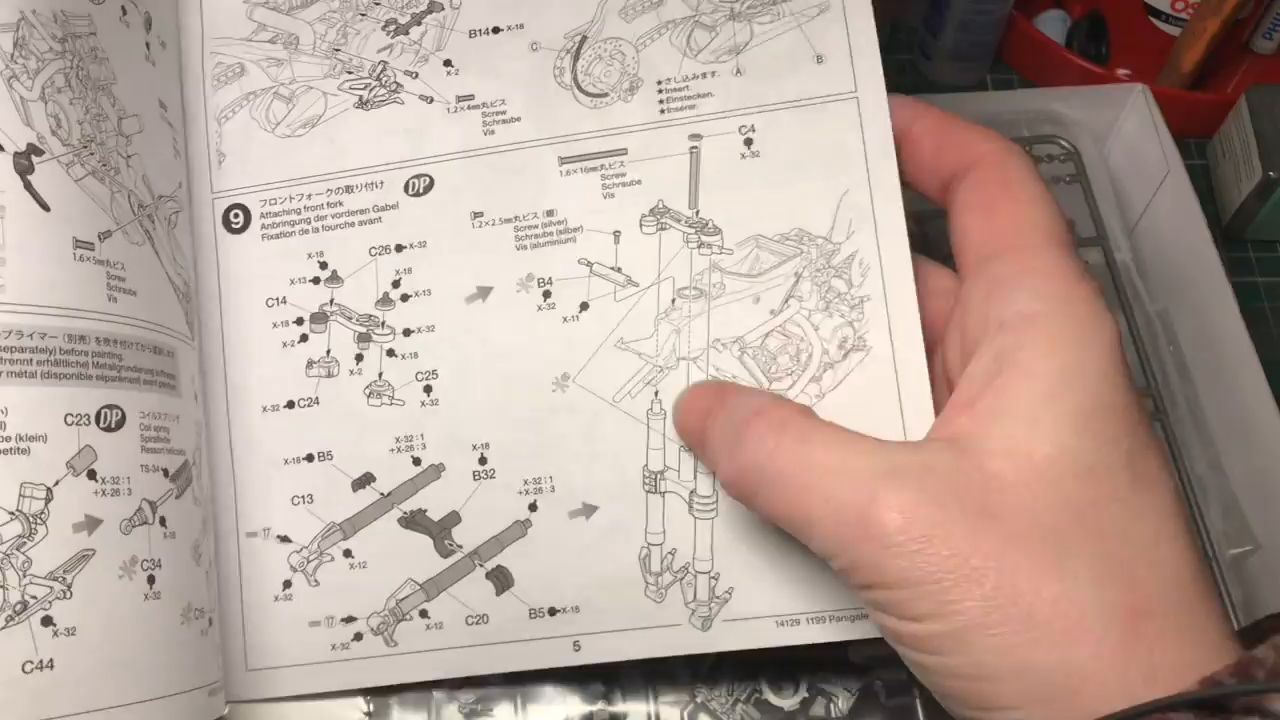 B14 X-18
X-2
1.2×4mm丸ビス
Screw
Schraube
Vis
C
A
B
★さし込みます。
★Insert.
★Einstecken.
★Insérer.
1.6×5mm丸ビス
Screw
Schraube
Vis
プライマー(別売)を吹き付けてから
separately) before painting.
C23
DP
コイルスプリング
Coil spring
TS-34
X-32:1
+X-26:3
C34
X-32
X-32
C44
9
フロントフォークの取り付け
Attaching front fork
Anbringung der vorderen Gabel
Fixation de la fourche avant
DP
C4
X-32
1.6×16mm丸ビス
Screw
Schraube
Vis
1.2×2.5mm丸ビス(銀)
Screw (silver)
Schraube (silber)
Vis (aluminium)
B4
X-32
X-11
C26 X-32
X-18
X-13
X-18
X-13
C14
X-18
X-2
X-32
X-18
X-2
X-32 C24
C25
X-32
X-18 B5
X-32:1
+X-26:3
X-18
B32
X-32:1
+X-26:3
C13
17
X-12
X-32
17
X-12
X-32
C20
B5 X-18
14129 1199 Panigale
5